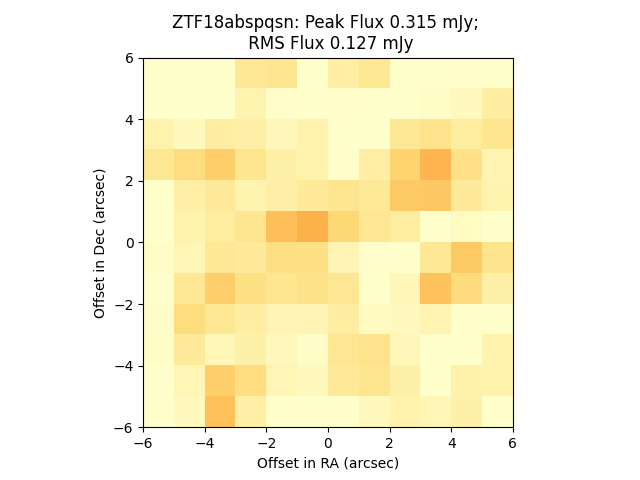 ZTF18abspqsn: Peak Flux 0.315 mJy;
RMS Flux 0.127 mJy
6
4
2
0
−2
−4
−6
Offset in Dec (arcsec)
−6 −4 −2 0 2 4 6
Offset in RA (arcsec)